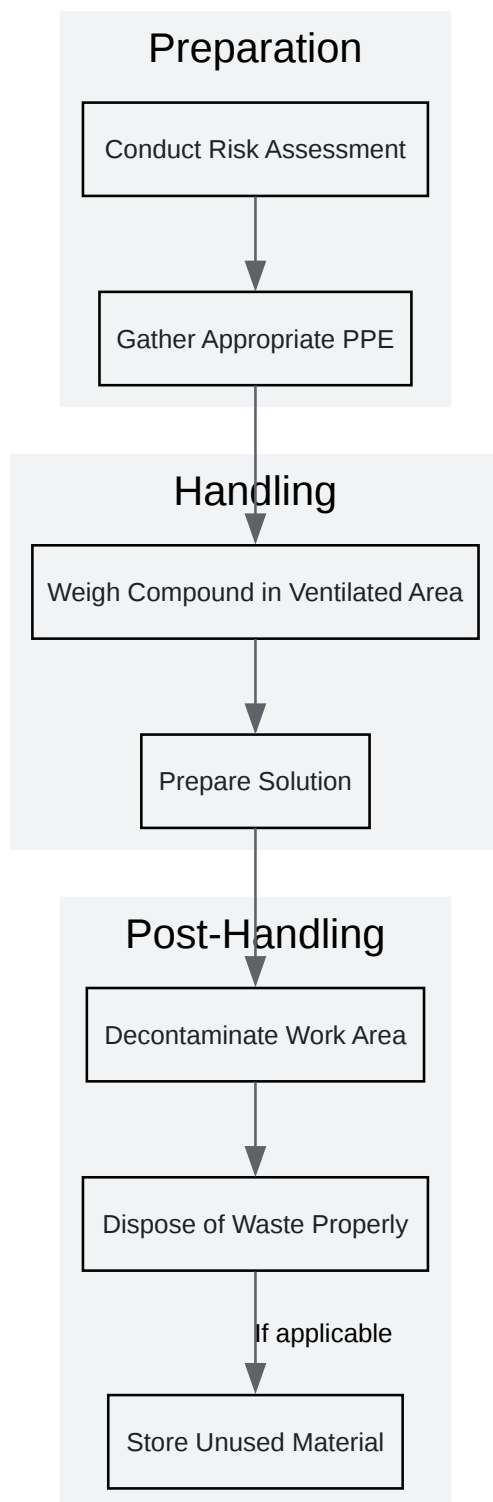 Preparation
Conduct Risk Assessment
Gather Appropriate PPE
Handling
Weigh Compound in Ventilated Area
Prepare Solution
Post-Handling
Decontaminate Work Area
Dispose of Waste Properly
If applicable
Store Unused Material